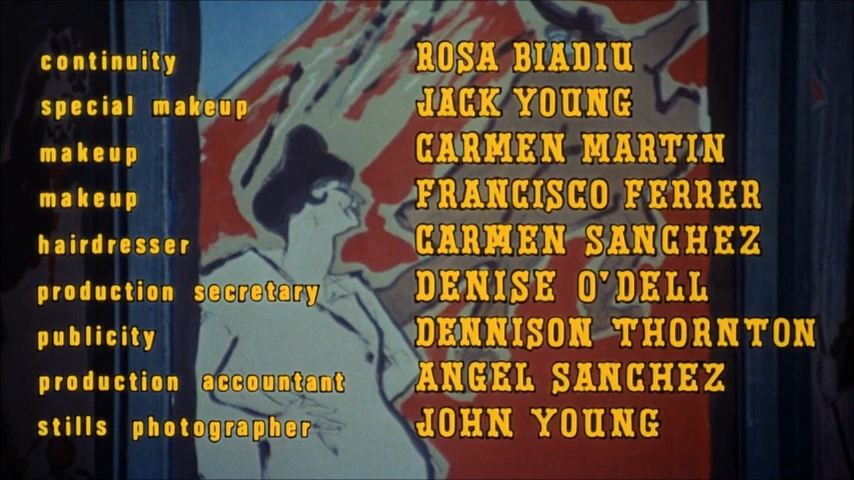 continuity ROSA BIADIU
special makeup JACK YOUNG
makeup CARMEN MARTIN
makeup FRANCISCO FERRER
hairdresser CARMEN SANCHEZ
production secretary DENISE O'DELL
publicity DENNISON THORNTON
production accountant ANGEL SANCHEZ
stills photographer JOHN YOUNG